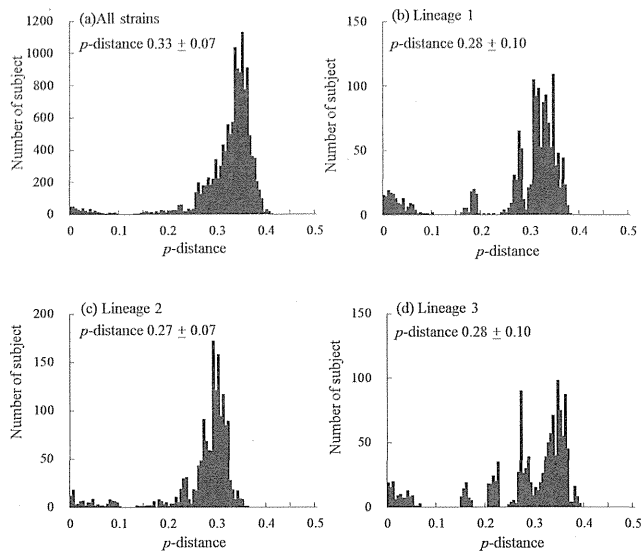 (a)All strains
p-distance 0.33 ± 0.07
Number of subject
1200
1000
800
600
400
200
0
0 0.1 0.2 0.3 0.4 0.5
p-distance
(b) Lineage 1
p-distance 0.28 ± 0.10
Number of subject
150
100
50
0
0 0.1 0.2 0.3 0.4 0.5
p-distance
(c) Lineage 2
p-distance 0.27 ± 0.07
Number of subject
200
150
100
50
0
0 0.1 0.2 0.3 0.4 0.5
p-distance
(d) Lineage 3
p-distance 0.28 ± 0.10
Number of subject
150
100
50
0
0 0.1 0.2 0.3 0.4 0.5
p-distance